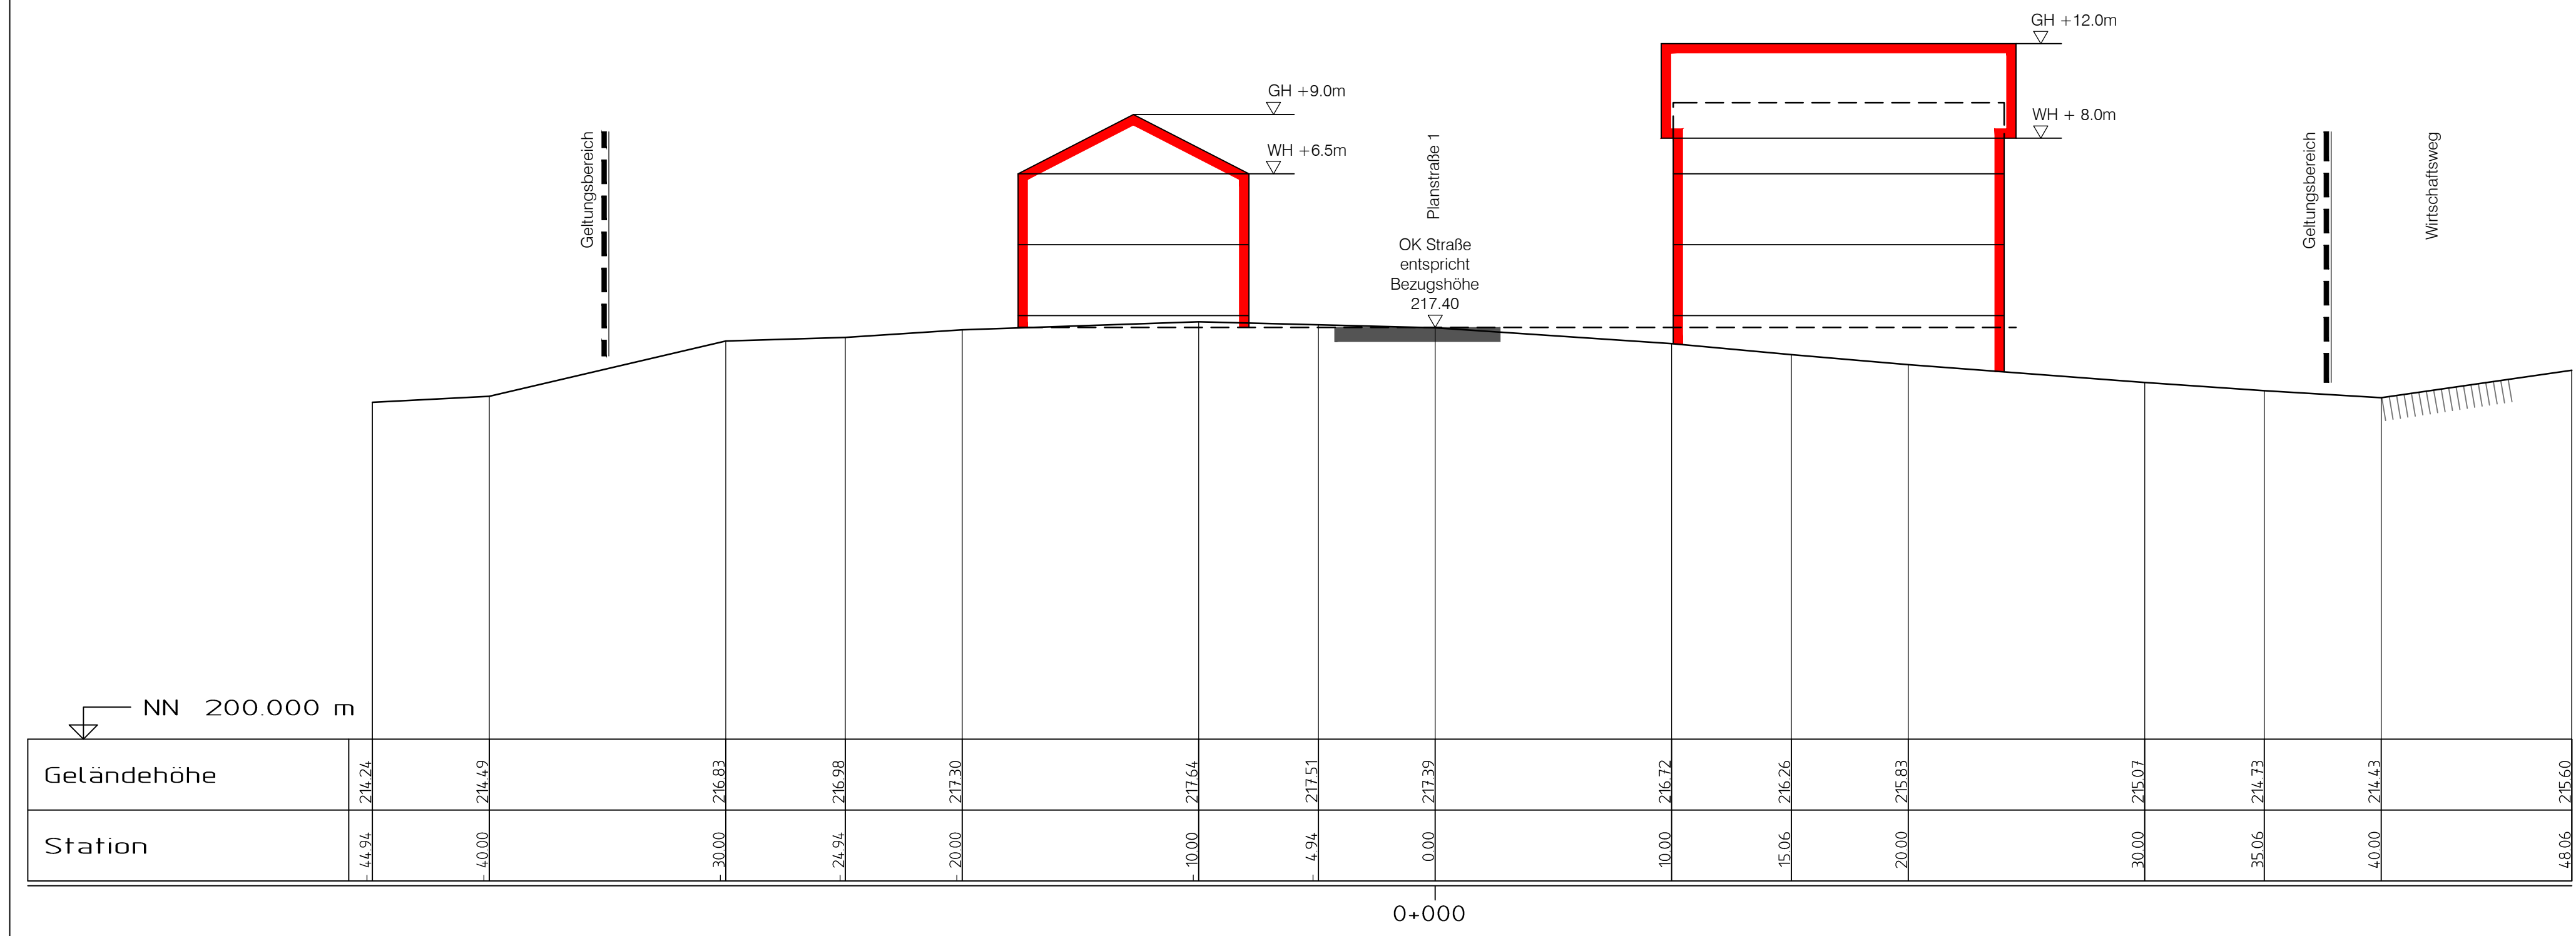 GH +12.0m
GH +9.0m
WH + 8.0m
WH +6.5m
Geltungsbereich
Planstraße 1
Geltungsbereich
Wirtschaftsweg
OK Straße
entspricht
Bezugshöhe
217.40
NN 200.000 m
Geländehöhe 214.24 214.49 216.83 216.98 217.30 217.64 217.51 217.39 216.72 216.26 215.83 215.07 214.73 214.43 215.60
Station -44.94 -40.00 -30.00 -24.94 -20.00 -10.00 -4.94 0.00 10.00 15.06 20.00 30.00 35.06 40.00 48.06
0+000